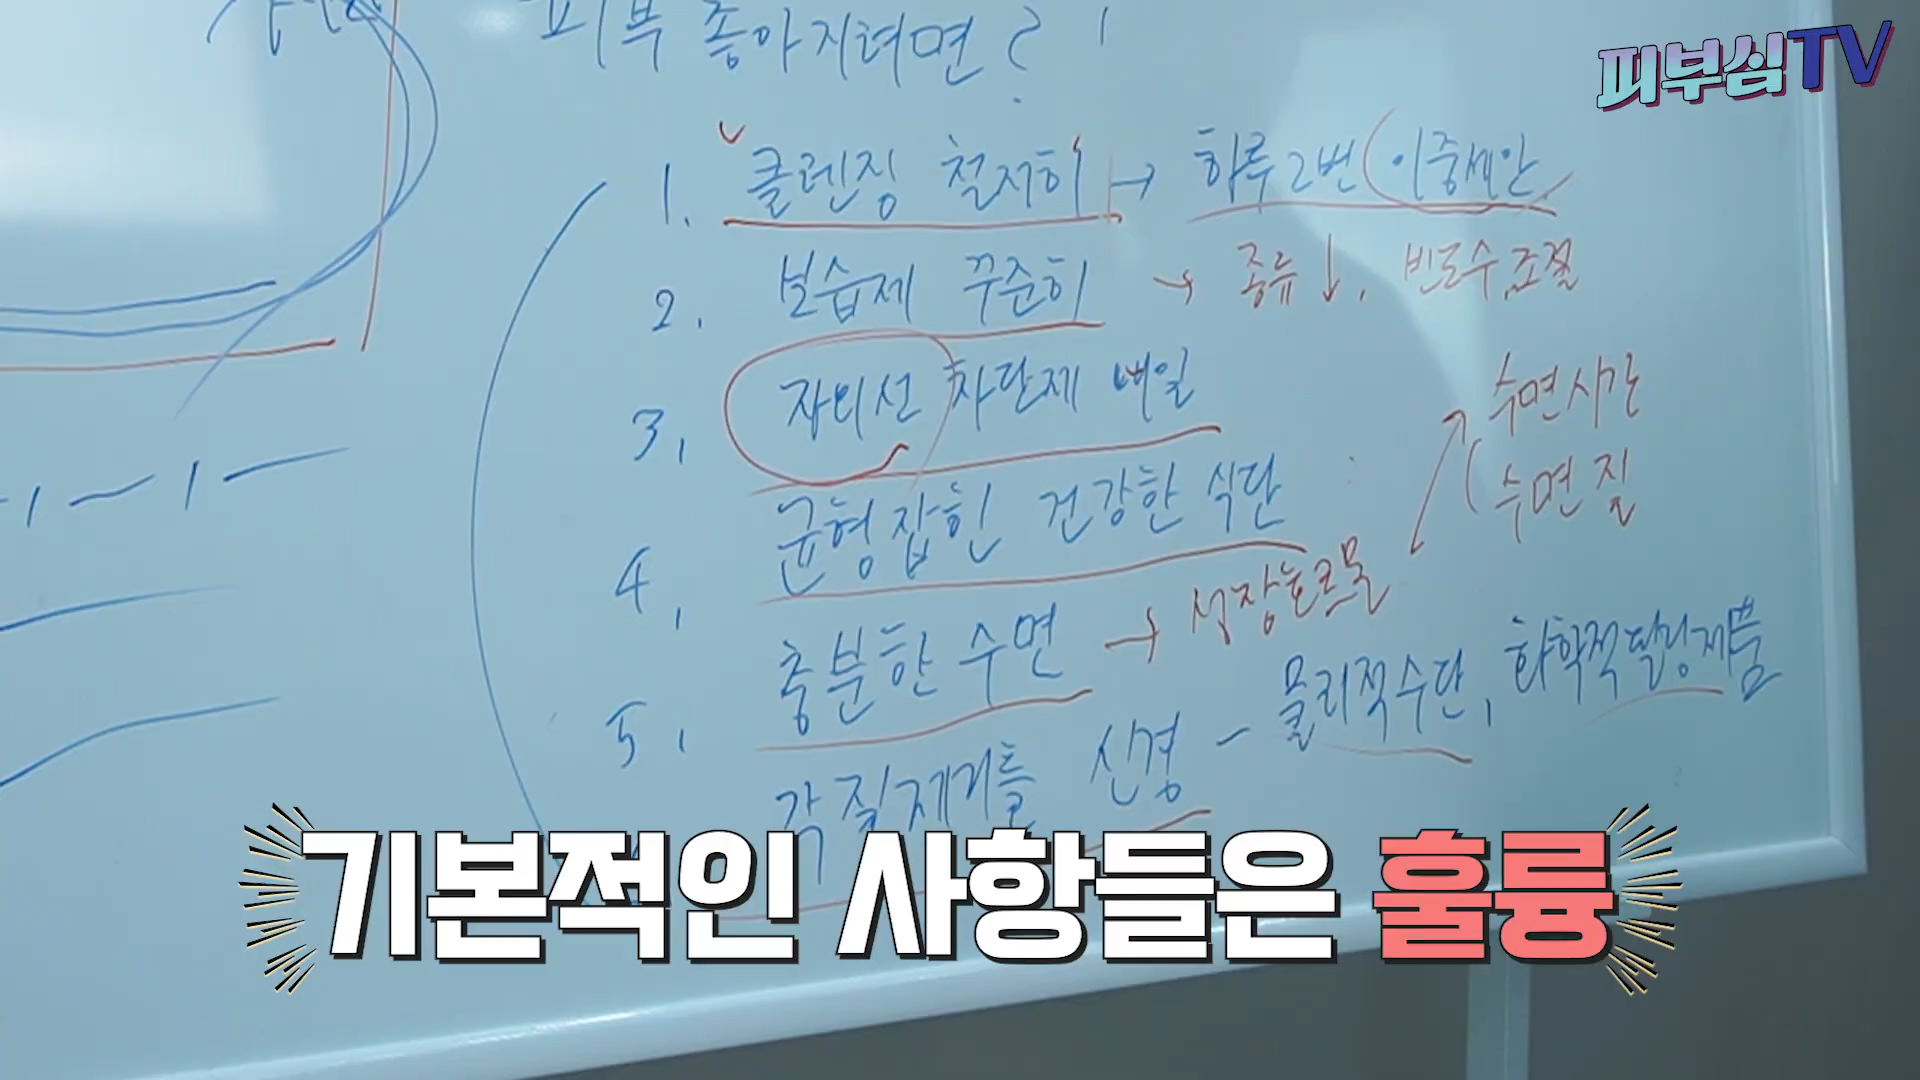 피부 좋아지려면?
피부심TV
1. 클렌징 철저히 → 하루 2번 (이중세안
2. 보습제 꾸준히 → 종류↓, 빈도수 조절
3, 자외선 차단제 매일
수면시간
수면 질
4, 균형잡힌 건강한 식단
5, 충분한 수면 → 성장호르몬
각질제거를 신경 - 물리적수단, 화학적필링제품
기본적인 사항들은 훌륭